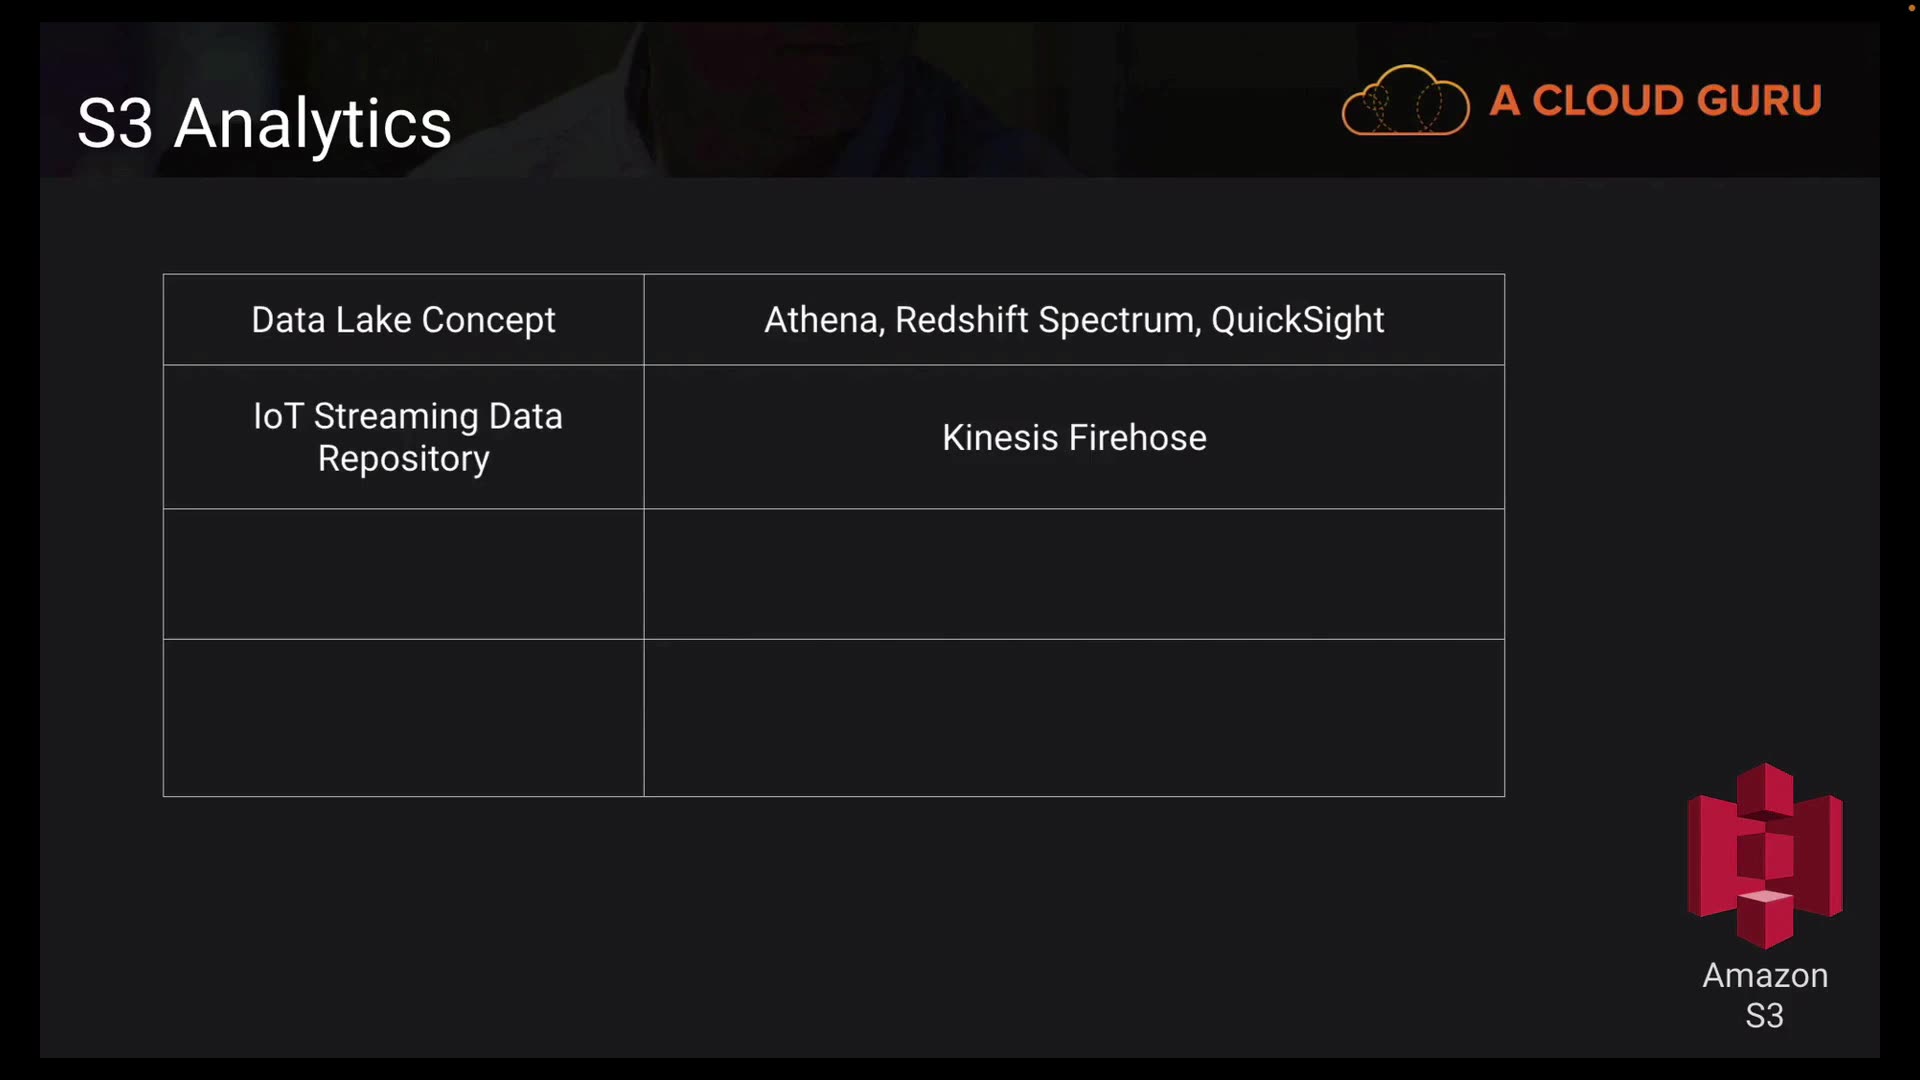 S3 Analytics
A CLOUD GURU
Data Lake Concept
Athena, Redshift Spectrum, QuickSight
IoT Streaming Data
Repository
Kinesis Firehose
Amazon
S3